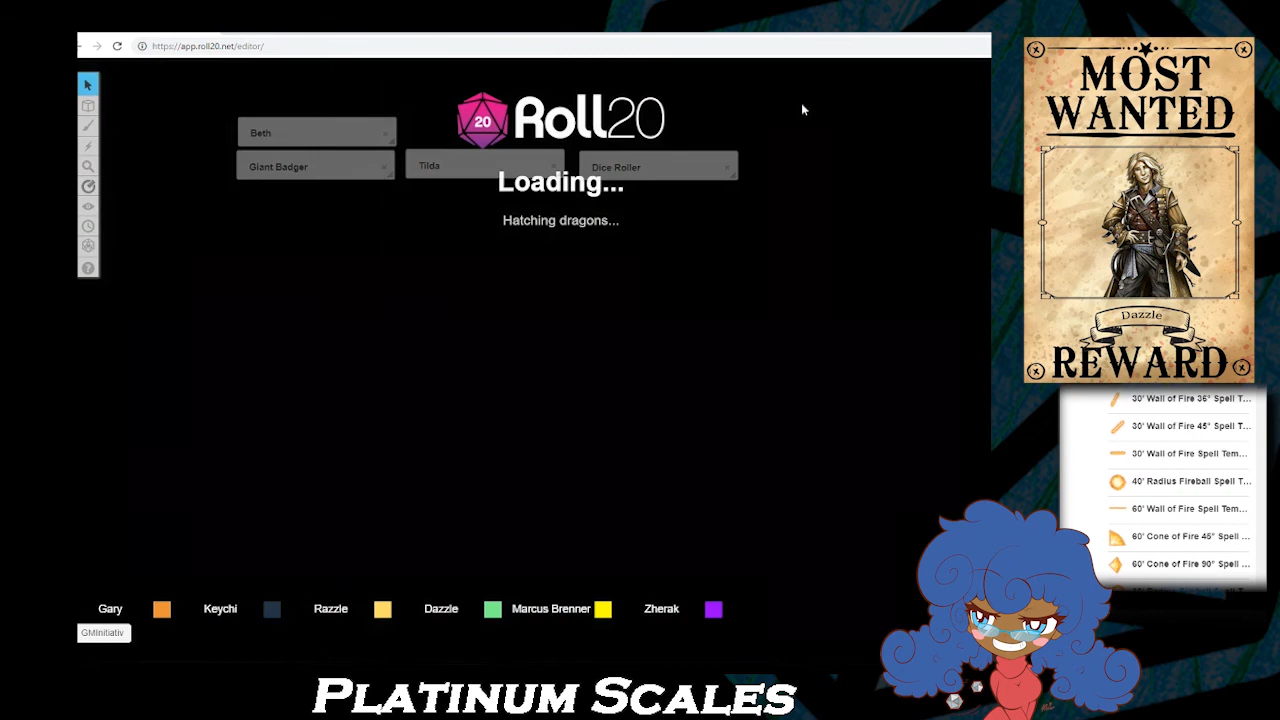 https://app.roll20.net/editor/
20
Roll20
Beth
Giant Badger
Tilda
Dice Roller
Loading...
Hatching dragons...
MOST
WANTED
Dazzle
REWARD
30' Wall of Fire 36° Spell T...
30' Wall of Fire 45° Spell T...
30' Wall of Fire Spell Tem...
40' Radius Fireball Spell T...
60' Wall of Fire Spell Tem...
60' Cone of Fire 45° Spell ...
60' Cone of Fire 90° Spell ...
Gary Keychi Razzle Dazzle Marcus Brenner Zherak
GMInitiativ
PLATINUM SCALES